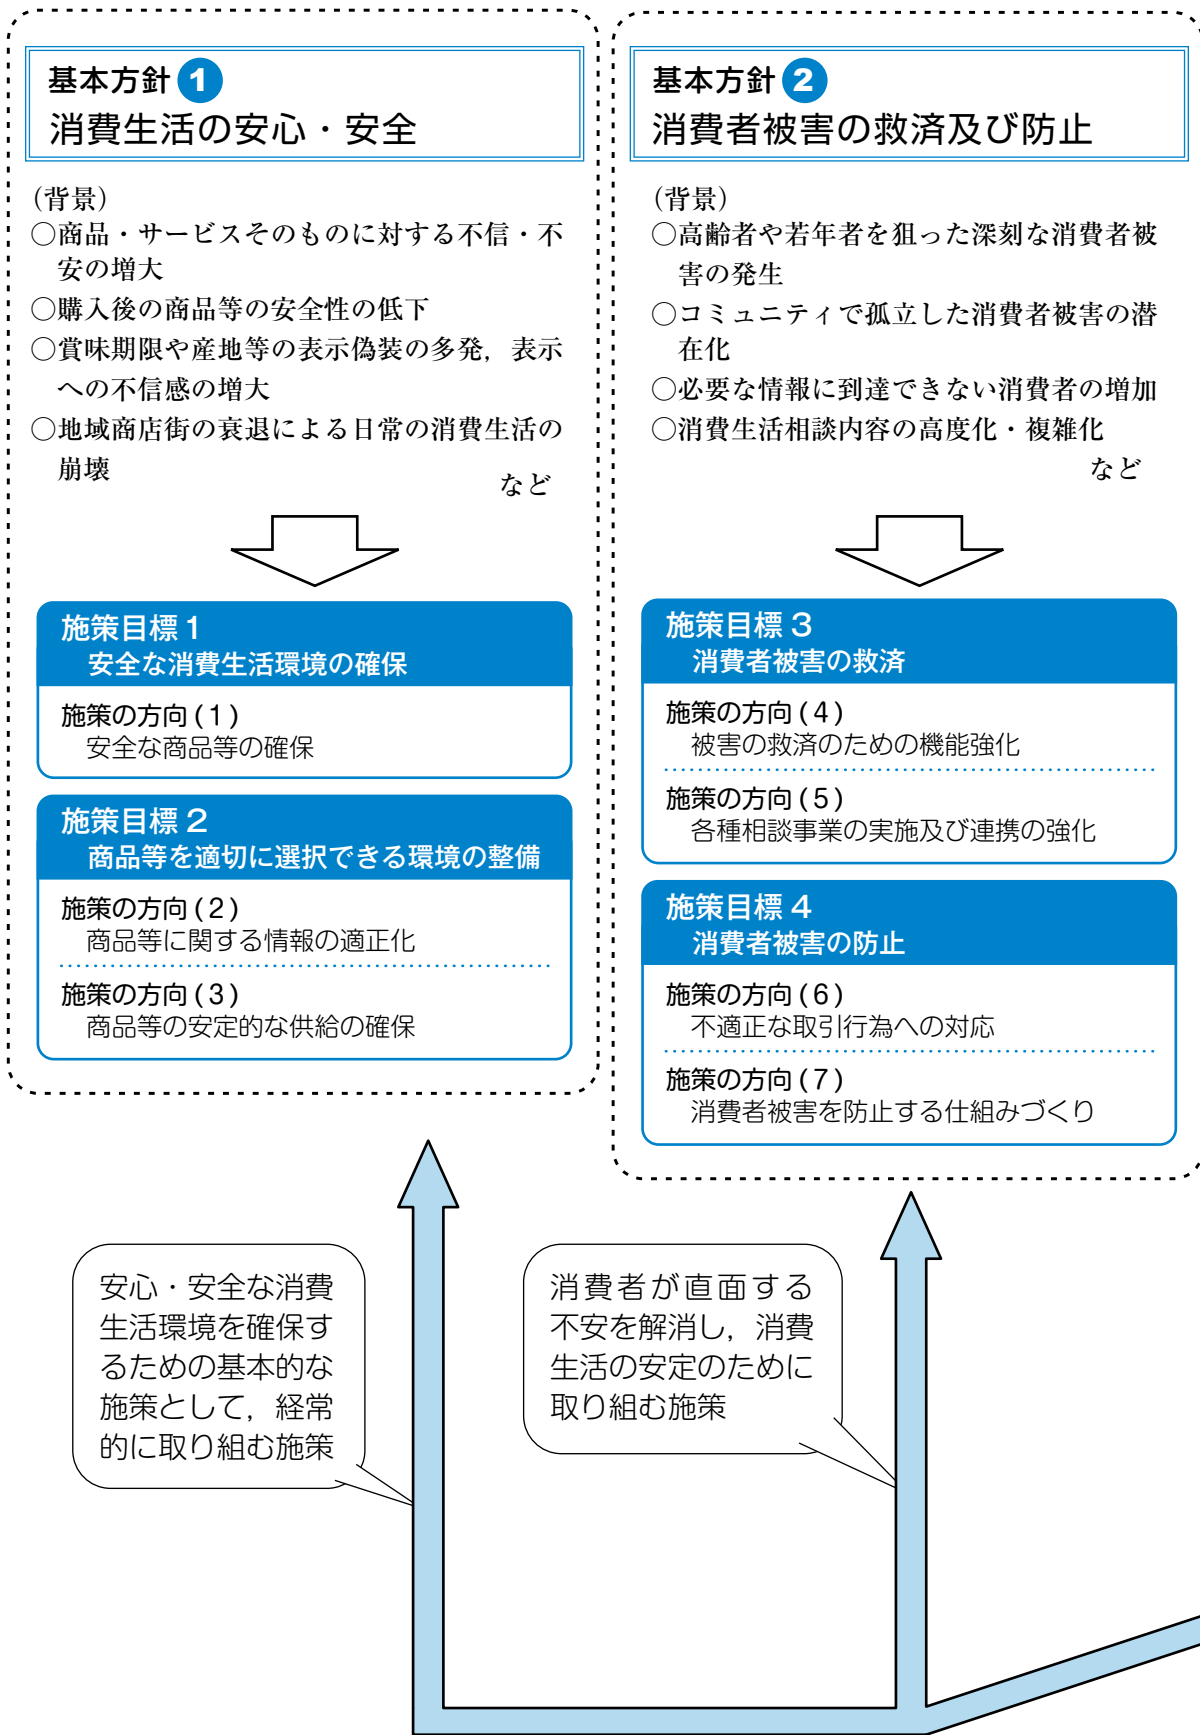 基本方針 1
消費生活の安心・安全
(背景)
○商品・サービスそのものに対する不信・不
安の増大
○購入後の商品等の安全性の低下
○賞味期限や産地等の表示偽装の多発，表示
への不信感の増大
○地域商店街の衰退による日常の消費生活の
崩壊
など
施策目標 1
安全な消費生活環境の確保
施策の方向(1)
安全な商品等の確保
施策目標 2
商品等を適切に選択できる環境の整備
施策の方向(2)
商品等に関する情報の適正化
施策の方向(3)
商品等の安定的な供給の確保
基本方針 2
消費者被害の救済及び防止
(背景)
○高齢者や若年者を狙った深刻な消費者被
害の発生
○コミュニティで孤立した消費者被害の潜
在化
○必要な情報に到達できない消費者の増加
○消費生活相談内容の高度化・複雑化
など
施策目標 3
消費者被害の救済
施策の方向(4)
被害の救済のための機能強化
施策の方向(5)
各種相談事業の実施及び連携の強化
施策目標 4
消費者被害の防止
施策の方向(6)
不適正な取引行為への対応
施策の方向(7)
消費者被害を防止する仕組みづくり
安心・安全な消費
生活環境を確保す
るための基本的な
施策として，経常
的に取り組む施策
消費者が直面する
不安を解消し，消費
生活の安定のために
取り組む施策